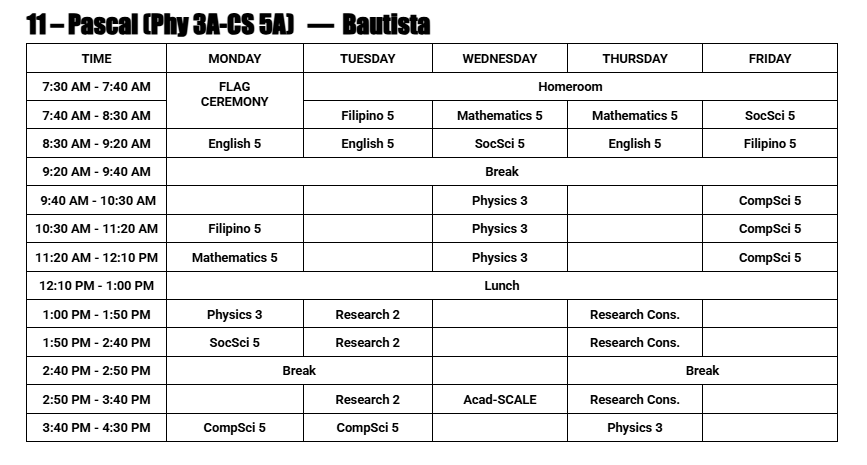 11 – Pascal (Phy 3A-CS 5A) — Bautista
TIME MONDAY TUESDAY WEDNESDAY THURSDAY FRIDAY
7:30 AM - 7:40 AM FLAG CEREMONY Homeroom
7:40 AM - 8:30 AM Filipino 5 Mathematics 5 Mathematics 5 SocSci 5
8:30 AM - 9:20 AM English 5 English 5 SocSci 5 English 5 Filipino 5
9:20 AM - 9:40 AM Break
9:40 AM - 10:30 AM Physics 3 CompSci 5
10:30 AM - 11:20 AM Filipino 5 Physics 3 CompSci 5
11:20 AM - 12:10 PM Mathematics 5 Physics 3 CompSci 5
12:10 PM - 1:00 PM Lunch
1:00 PM - 1:50 PM Physics 3 Research 2 Research Cons.
1:50 PM - 2:40 PM SocSci 5 Research 2 Research Cons.
2:40 PM - 2:50 PM Break Break
2:50 PM - 3:40 PM Research 2 Acad-SCALE Research Cons.
3:40 PM - 4:30 PM CompSci 5 CompSci 5 Physics 3